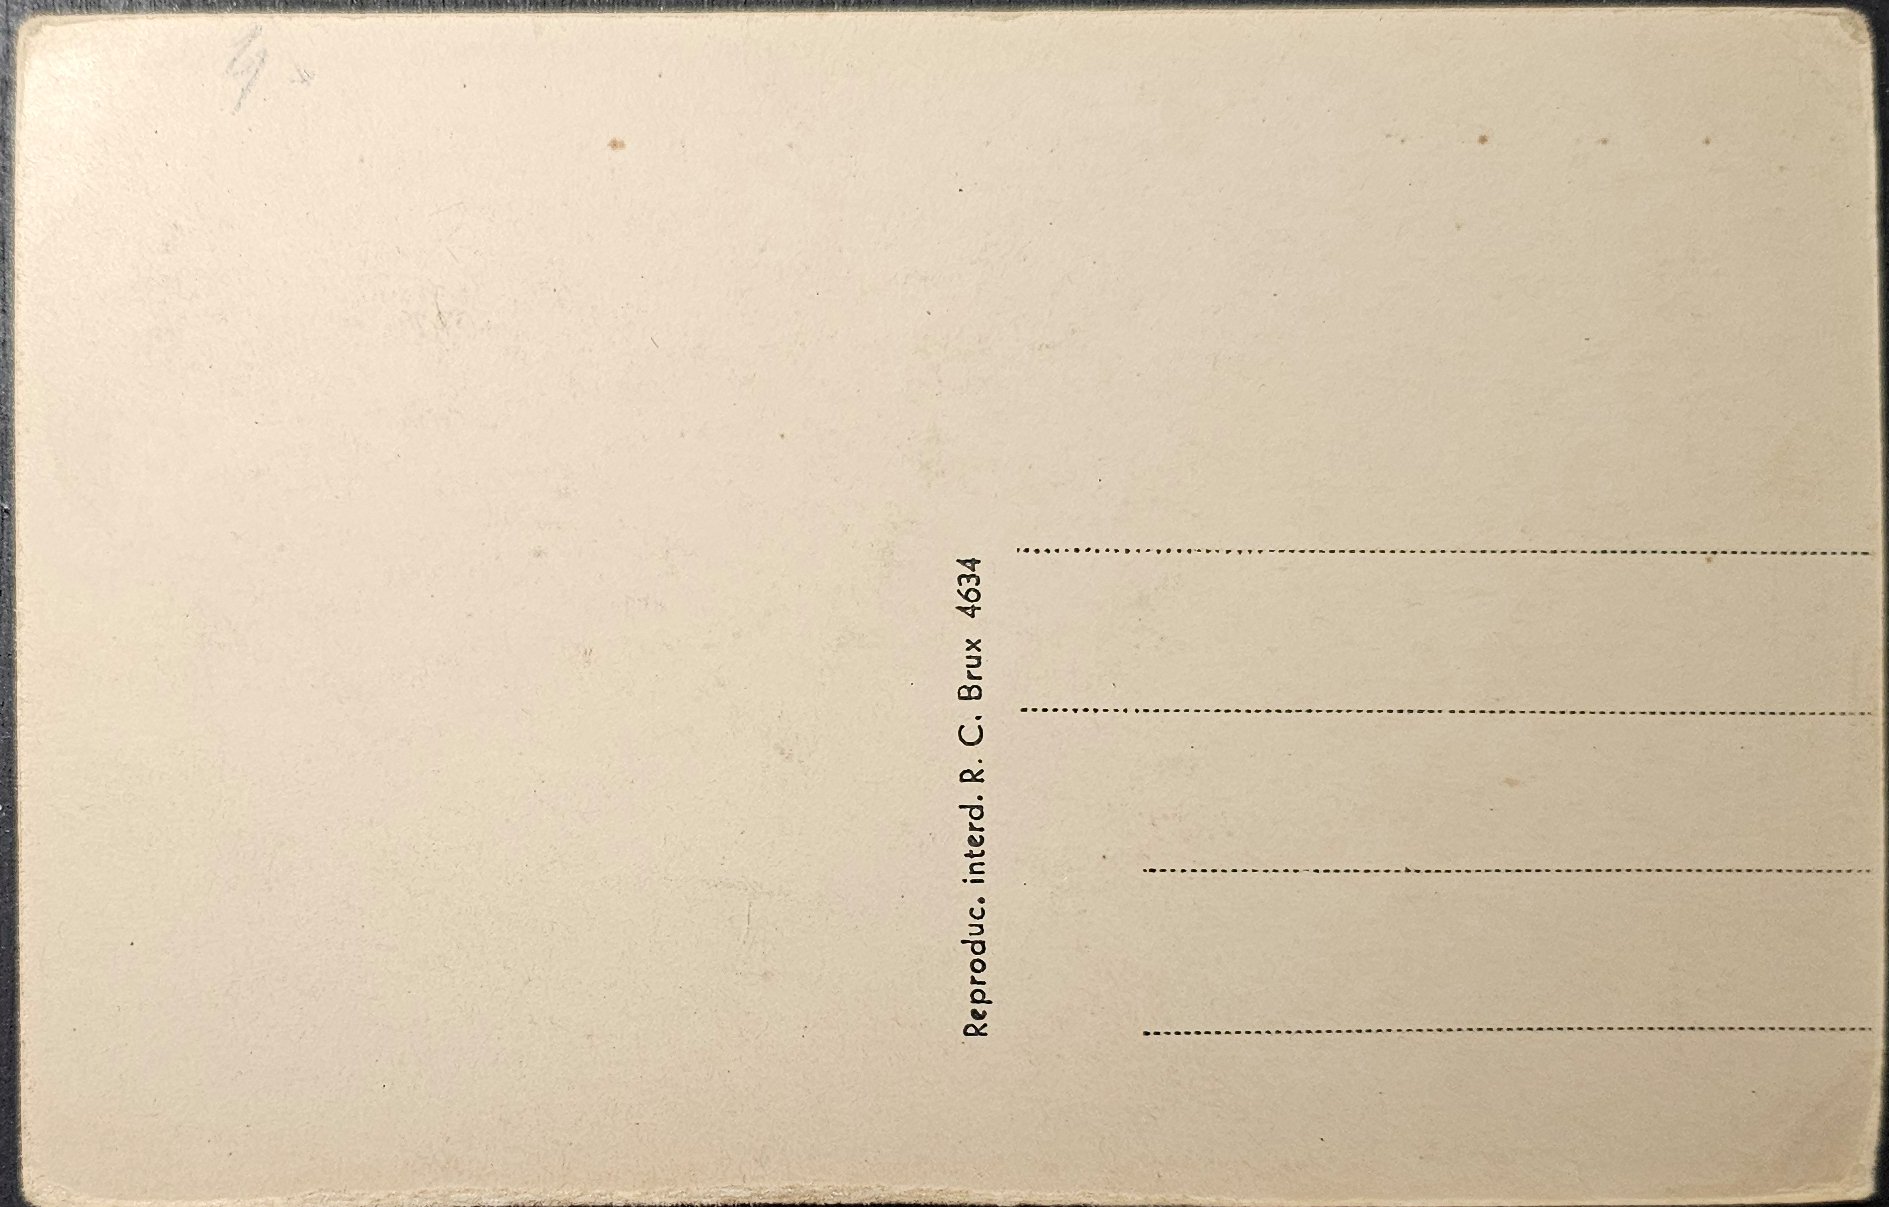 Reproduc. interd. R. C. Brux 4634